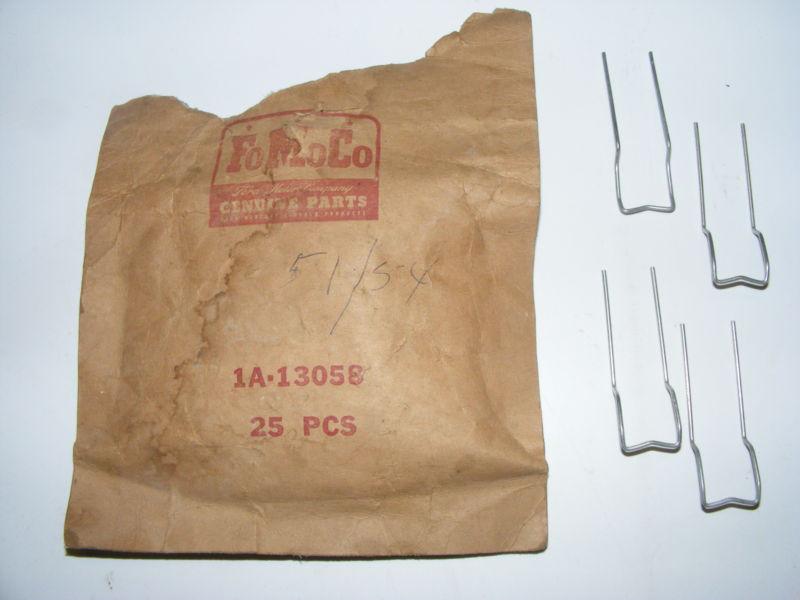 FoMoCo
Ford Motor Company
GENUINE PARTS
51/54
1A-13058
25 PCS